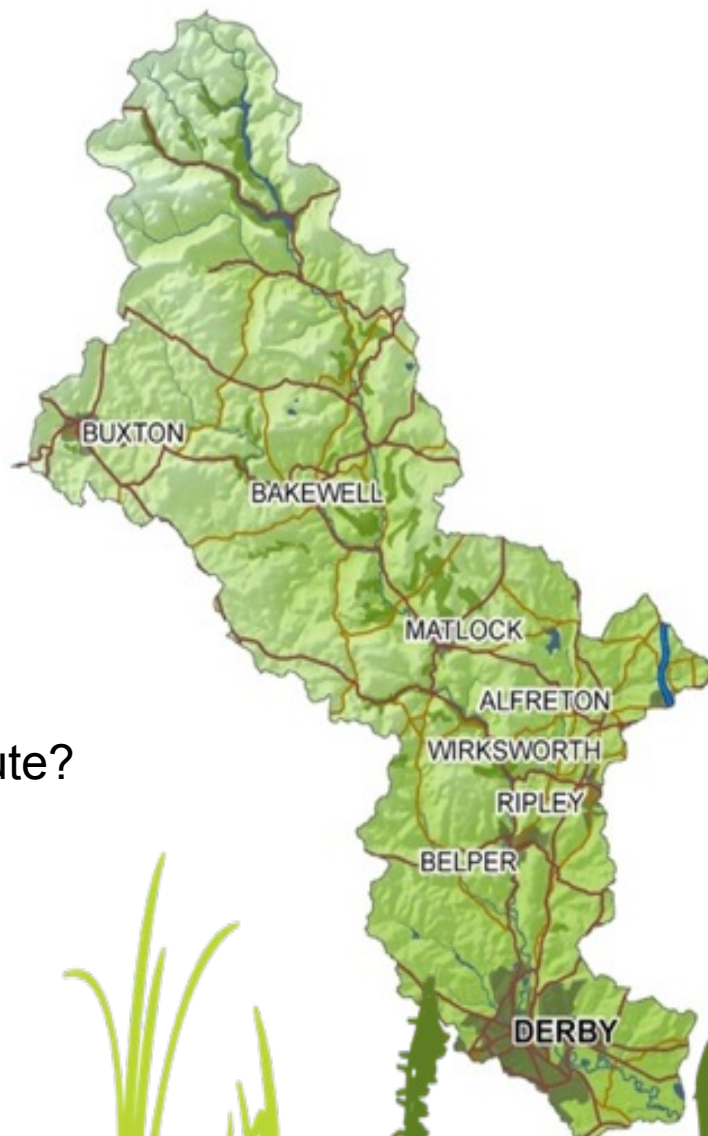 BUXTON
BAKEWELL
MATLOCK
ALFRETON
WIRKSWORTH
ute?
RIPLEY
BELPER
DERBY